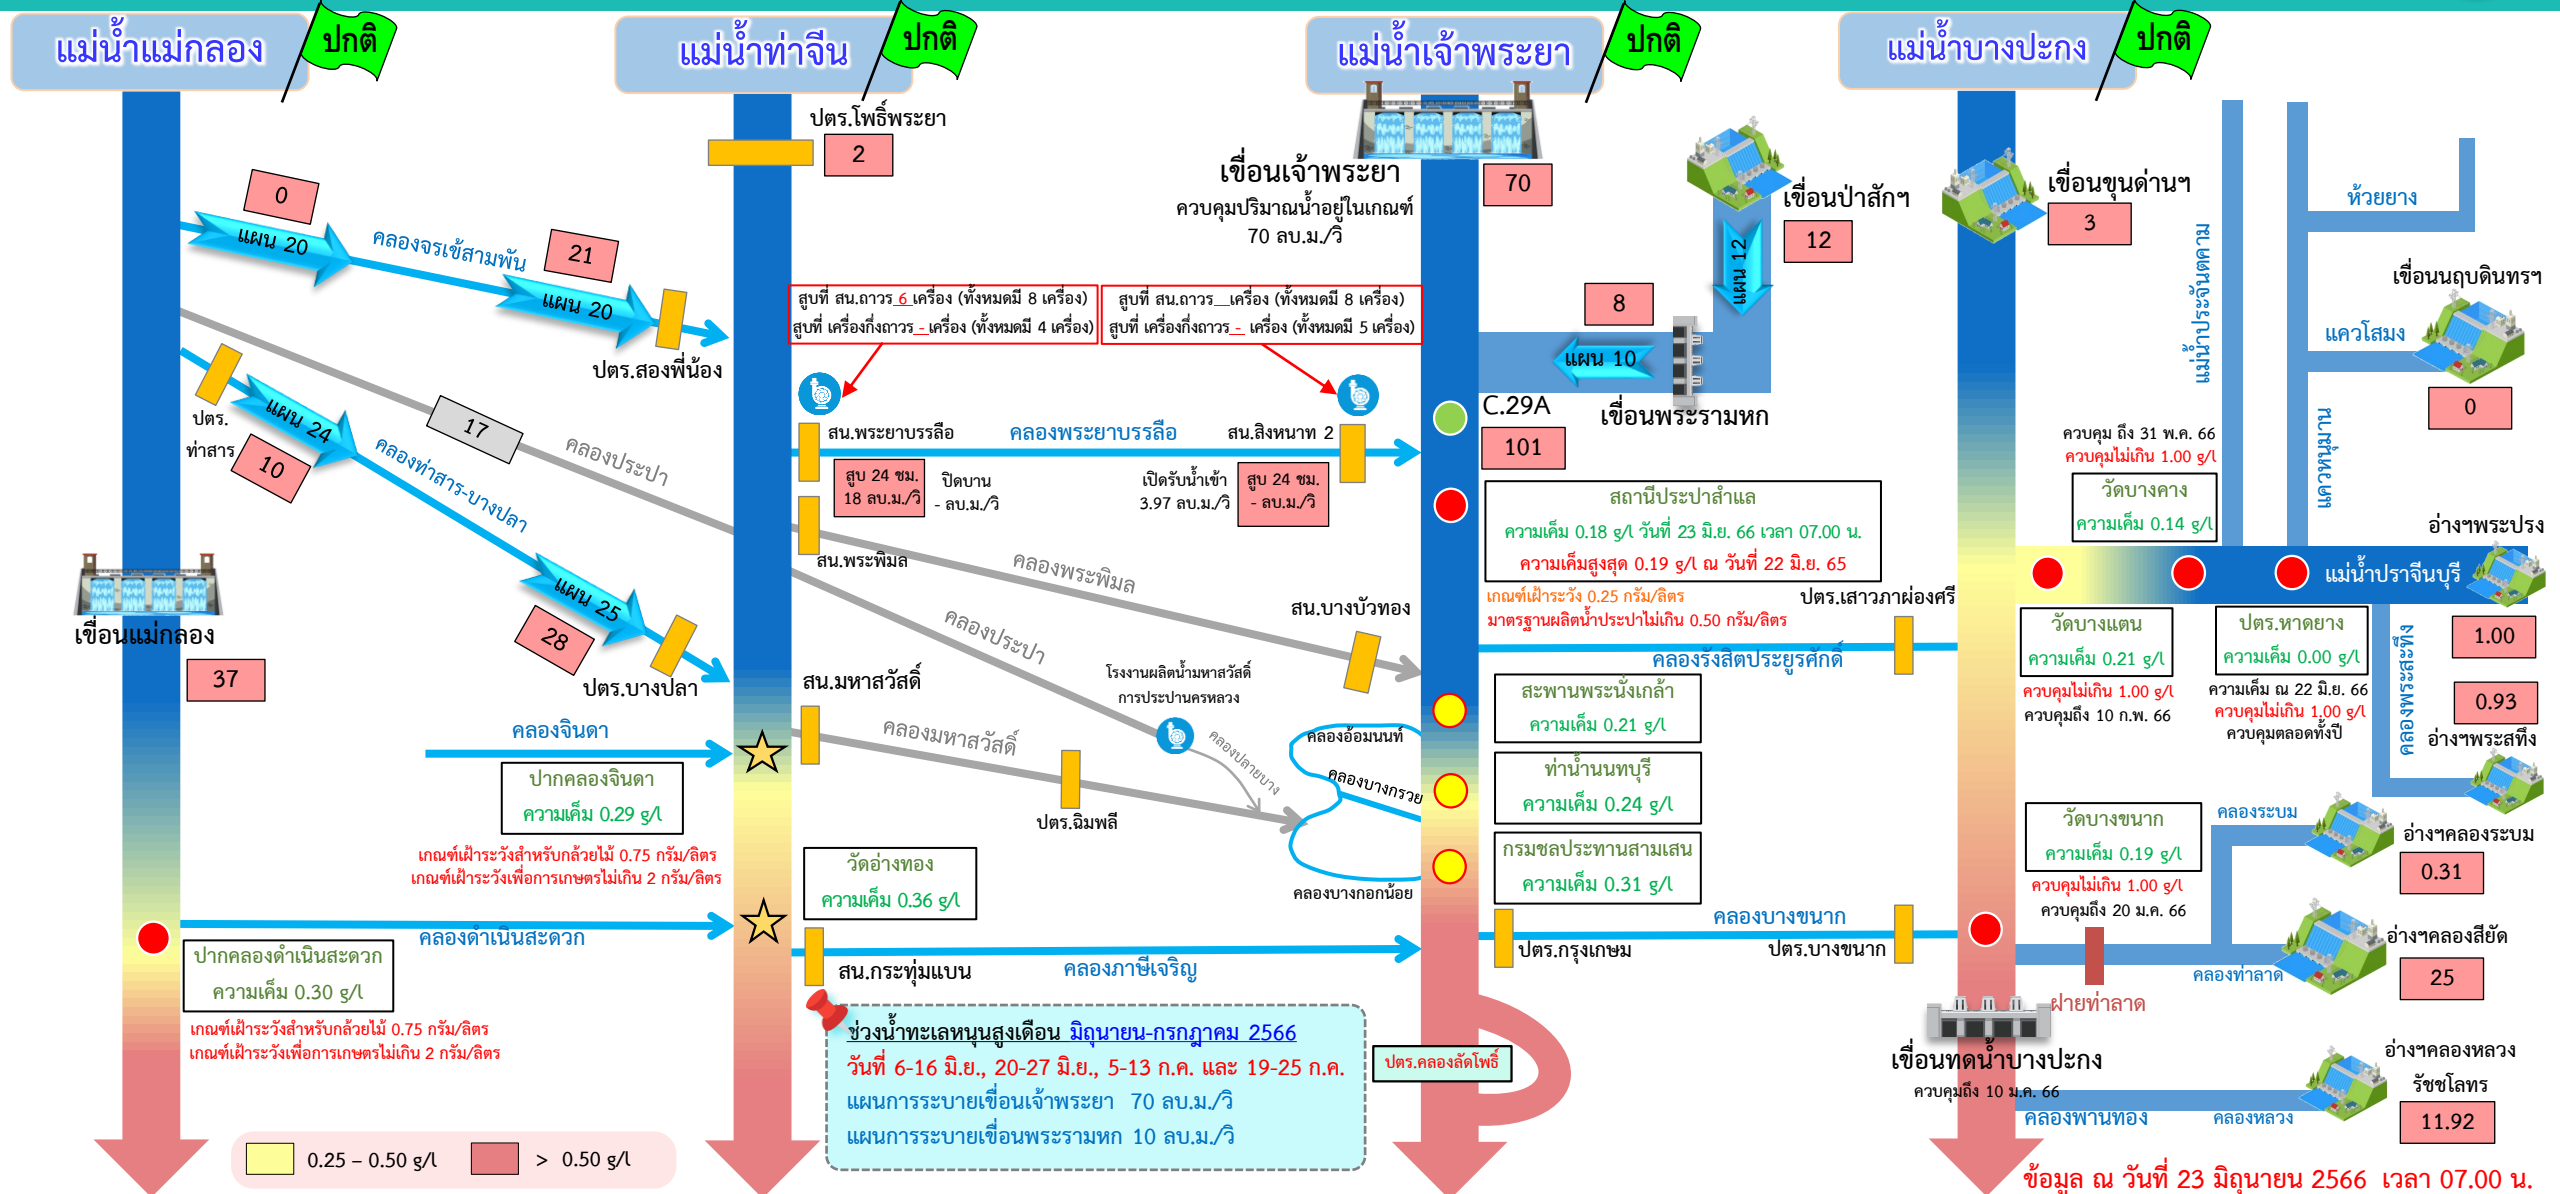 แม่น้ำแม่กลอง
ปกติ
แม่น้ำท่าจีน
ปกติ
แม่น้ำเจ้าพระยา
ปกติ
แม่น้ำบางปะกง
ปกติ
0
แผน 20
คลองจรเข้สามพัน
21
แผน 20
ปตร.สองพี่น้อง
ปตร.
ท่าสาร
แผน 24
10
คลองท่าสาร-บางปลา
17
คลองประปา
แผน 25
28
ปตร.บางปลา
เขื่อนแม่กลอง
37
คลองจินดา
ปากคลองจินดา
ความเค็ม 0.29 g/l
เกณฑ์เฝ้าระวังสำหรับกล้วยไม้ 0.75 กรัม/ลิตร
เกณฑ์เฝ้าระวังเพื่อการเกษตรไม่เกิน 2 กรัม/ลิตร
คลองดำเนินสะดวก
ปากคลองดำเนินสะดวก
ความเค็ม 0.30 g/l
เกณฑ์เฝ้าระวังสำหรับกล้วยไม้ 0.75 กรัม/ลิตร
เกณฑ์เฝ้าระวังเพื่อการเกษตรไม่เกิน 2 กรัม/ลิตร
0.25 – 0.50 g/l
> 0.50 g/l
ปตร.โพธิ์พระยา
2
สูบที่ สน.ถาวร 6 เครื่อง (ทั้งหมดมี 8 เครื่อง)
สูบที่ เครื่องกึ่งถาวร - เครื่อง (ทั้งหมดมี 4 เครื่อง)
สูบที่ สน.ถาวร__เครื่อง (ทั้งหมดมี 8 เครื่อง)
สูบที่ เครื่องกึ่งถาวร - เครื่อง (ทั้งหมดมี 5 เครื่อง)
สน.พระยาบรรลือ
คลองพระยาบรรลือ
สน.สิงหนาท 2
สูบ 24 ชม.
18 ลบ.ม./วิ
ปิดบาน
- ลบ.ม./วิ
เปิดรับน้ำเข้า
3.97 ลบ.ม./วิ
สูบ 24 ชม.
- ลบ.ม./วิ
สน.พระพิมล
คลองพระพิมล
สน.บางบัวทอง
คลองประปา
โรงงานผลิตน้ำมหาสวัสดิ์
การประปานครหลวง
สน.มหาสวัสดิ์
คลองมหาสวัสดิ์
คลองปลายบาง
ปตร.ฉิมพลี
คลองอ้อมนนท์
คลองบางกรวย
คลองบางกอกน้อย
วัดอ่างทอง
ความเค็ม 0.36 g/l
สน.กระทุ่มแบน
คลองภาษีเจริญ
ช่วงน้ำทะเลหนุนสูงเดือน มิถุนายน-กรกฎาคม 2566
วันที่ 6-16 มิ.ย., 20-27 มิ.ย., 5-13 ก.ค. และ 19-25 ก.ค.
แผนการระบายเขื่อนเจ้าพระยา 70 ลบ.ม./วิ
แผนการระบายเขื่อนพระรามหก 10 ลบ.ม./วิ
เขื่อนเจ้าพระยา
ควบคุมปริมาณน้ำอยู่ในเกณฑ์
70 ลบ.ม./วิ
70
เขื่อนป่าสักฯ
12
แผน 12
8
แผน 10
เขื่อนพระรามหก
C.29A
101
สถานีประปาสำแล
ความเค็ม 0.18 g/l วันที่ 23 มิ.ย. 66 เวลา 07.00 น.
ความเค็มสูงสุด 0.19 g/l ณ วันที่ 22 มิ.ย. 65
เกณฑ์เฝ้าระวัง 0.25 กรัม/ลิตร
มาตรฐานผลิตน้ำประปาไม่เกิน 0.50 กรัม/ลิตร
ปตร.เสาวภาผ่องศรี
คลองรังสิตประยูรศักดิ์
สะพานพระนั่งเกล้า
ความเค็ม 0.21 g/l
ท่าน้ำนนทบุรี
ความเค็ม 0.24 g/l
กรมชลประทานสามเสน
ความเค็ม 0.31 g/l
ปตร.กรุงเกษม
คลองบางขนาก
ปตร.บางขนาก
ปตร.คลองลัดโพธิ์
เขื่อนขุนด่านฯ
3
แม่น้ำประจันตคาม
ห้วยยาง
เขื่อนนฤบดินทรฯ
แควโสมง
0
แควหนุมาน
ควบคุม ถึง 31 พ.ค. 66
ควบคุมไม่เกิน 1.00 g/l
วัดบางคาง
ความเค็ม 0.14 g/l
อ่างฯพระปรง
แม่น้ำปราจีนบุรี
1.00
วัดบางแตน
ความเค็ม 0.21 g/l
ควบคุมไม่เกิน 1.00 g/l
ควบคุมถึง 10 ก.พ. 66
ปตร.หาดยาง
ความเค็ม 0.00 g/l
ความเค็ม ณ 22 มิ.ย. 66
ควบคุมไม่เกิน 1.00 g/l
ควบคุมตลอดทั้งปี
คลองพระสะทึง
0.93
อ่างฯพระสทึง
วัดบางขนาก
ความเค็ม 0.19 g/l
ควบคุมไม่เกิน 1.00 g/l
ควบคุมถึง 20 ม.ค. 66
คลองระบม
อ่างฯคลองระบม
0.31
อ่างฯคลองสียัด
25
คลองท่าลาด
ฝายท่าลาด
เขื่อนทดน้ำบางปะกง
ควบคุมถึง 10 ม.ค. 66
คลองพานทอง
คลองหลวง
อ่างฯคลองหลวง
รัชชโลทร
11.92
ข้อมูล ณ วันที่ 23 มิถุนายน 2566 เวลา 07.00 น.